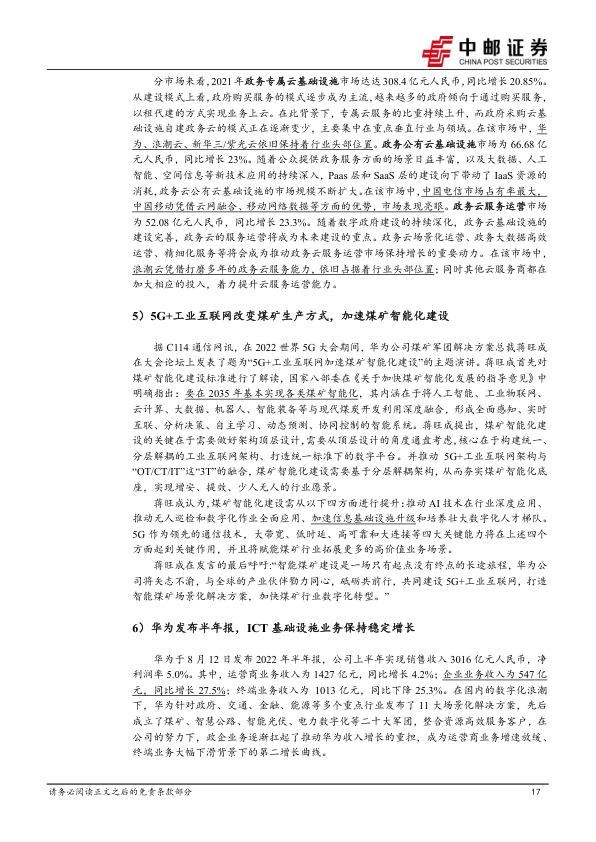 中邮证券
CHINA POST SECURITIES
分市场来看，2021 年政务专属云基础设施市场达达 308.4 亿元人民币，同比增长 20.85%。
从建设模式上看，政府购买服务的模式逐步成为主流，越来越多的政府倾向于通过购买服务，
以租代建的方式实现业务上云。在此背景下，专属云服务的比重持续上升，而政府采购云基
础设施自建政务云的模式正在逐渐变少，主要集中在重点垂直行业与领域。在该市场中，华
为、浪潮云、新华三/紫光云依旧保持着行业头部位置。政务公有云基础设施市场为 66.68 亿
元人民币，同比增长 23%。随着公众提供政务服务方面的场景日益丰富，以及大数据、人工
智能、空间信息等新技术应用的持续深入，Paas 层和 SaaS 层的建设向下带动了 IaaS 资源的
消耗，政务云公有云基础设施的市场规模不断扩大。在该市场中，中国电信市场占有率最大，
中国移动凭借云网融合、移动网络数据等方面的优势，市场表现亮眼。政务云服务运营市场
为 52.08 亿元人民币，同比增长 23.3%。随着数字政府建设的持续深化，政务云基础设施的
建设完善，政务云的服务运营将成为未来建设的重点。政务云场景化运营、政务大数据高效
运营、精细化服务等将会成为推动政务云服务运营市场保持增长的重要动力。在该市场中，
浪潮云凭借打磨多年的政务云服务能力，依旧占据着行业头部位置；同时其他云服务商都在
加大相应的投入，着力提升云服务运营能力。
5）5G+工业互联网改变煤矿生产方式，加速煤矿智能化建设
据 C114 通信网讯，在 2022 世界 5G 大会期间，华为公司煤矿军团解决方案总裁蒋旺成
在大会论坛上发表了题为“5G+工业互联网加速煤矿智能化建设”的主题演讲。蒋旺成首先对
煤矿智能化建设标准进行了解读，国家八部委在《关于加快煤矿智能化发展的指导意见》中
明确指出：要在 2035 年基本实现各类煤矿智能化，其内涵在于将人工智能、工业物联网、
云计算、大数据、机器人、智能装备等与现代煤炭开发利用深度融合，形成全面感知、实时
互联、分析决策、自主学习、动态预测、协同控制的智能系统。蒋旺成提出，煤矿智能化建
设的关键在于需要做好架构顶层设计，需要从顶层设计的角度通盘考虑，核心在于构建统一、
分层解耦的工业互联网架构、打造统一标准下的数字平台。并推动 5G+工业互联网架构与
“OT/CT/IT”这“3T”的融合，煤矿智能化建设需要基于分层解耦架构，从而夯实煤矿智能化底
座，实现增安、提效、少人无人的行业愿景。
蒋旺成认为，煤矿智能化建设需从以下四方面进行提升：推动 AI 技术在行业深度应用、
推动无人巡检和数字化作业全面应用、加速信息基础设施升级和培养壮大数字化人才梯队。
5G 作为领先的通信技术，大带宽、低时延、高可靠和大连接等四大关键能力将在上述四个
方面起到关键作用，并且将赋能煤矿行业拓展更多的高价值业务场景。
蒋旺成在发言的最后呼吁：“智能煤矿建设是一场只有起点没有终点的长途旅程，华为公
司将矢志不渝，与全球的产业伙伴勠力同心，砥砺共前行，共同建设 5G+工业互联网，打造
智能煤矿场景化解决方案，加快煤矿行业数字化转型。”
6）华为发布半年报，ICT 基础设施业务保持稳定增长
华为于 8 月 12 日发布 2022 年半年报，公司上半年实现销售收入 3016 亿元人民币，净
利润率 5.0%。其中，运营商业务收入为 1427 亿元，同比增长 4.2%；企业业务收入为 547 亿
元，同比增长 27.5%；终端业务收入为 1013 亿元，同比下降 25.3%。在国内的数字化浪潮
下，华为针对政府、交通、金融、能源等多个重点行业发布了 11 大场景化解决方案，先后
成立了煤矿、智慧公路、智能光伏、电力数字化等二十大军团，整合资源高效服务客户，在
公司的努力下，政企业务逐渐扛起了推动华为收入增长的重担，成为运营商业务增速放缓、
终端业务大幅下滑背景下的第二增长曲线。
请务必阅读正文之后的免责条款部分
17